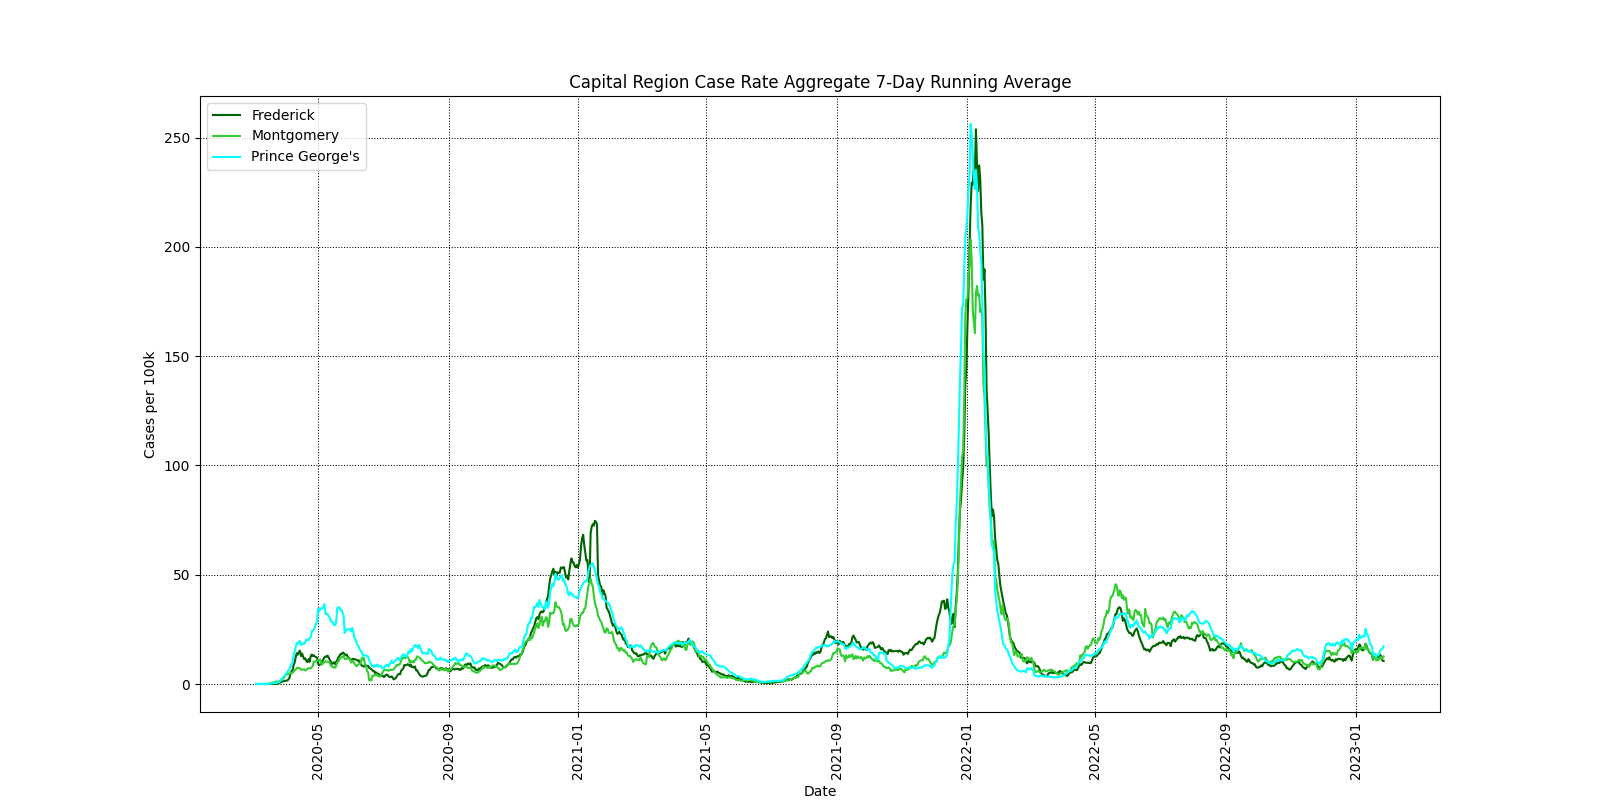 Capital Region Case Rate Aggregate 7-Day Running Average
Frederick
Montgomery
Prince George's
250
200
150
100
50
0
Cases per 100k
2020-05
2020-09
2021-01
2021-05
2021-09
2022-01
2022-05
2022-09
2023-01
Date